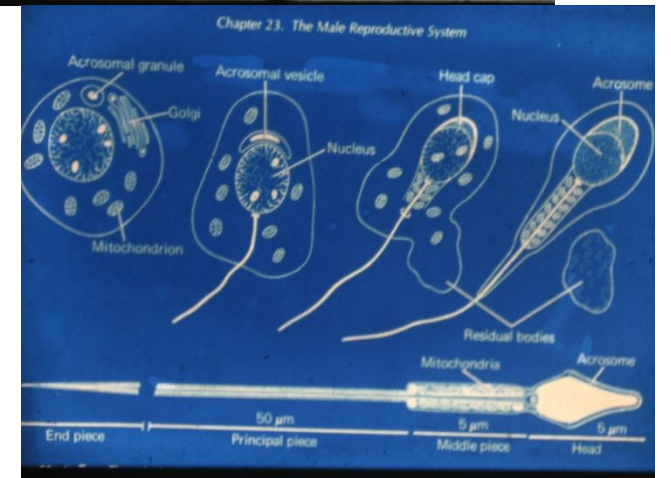 Chapter 23. The Male Reproductive System
Acrosomal granule
Acrosomal vesicle
Head cap
Acrosome
Golgi
Nucleus
Nucleus
Mitochondrion
Residual bodies
Mitochondria
Acrosome
50 µm
5 µm
5 µm
End piece
Principal piece
Middle piece
Head